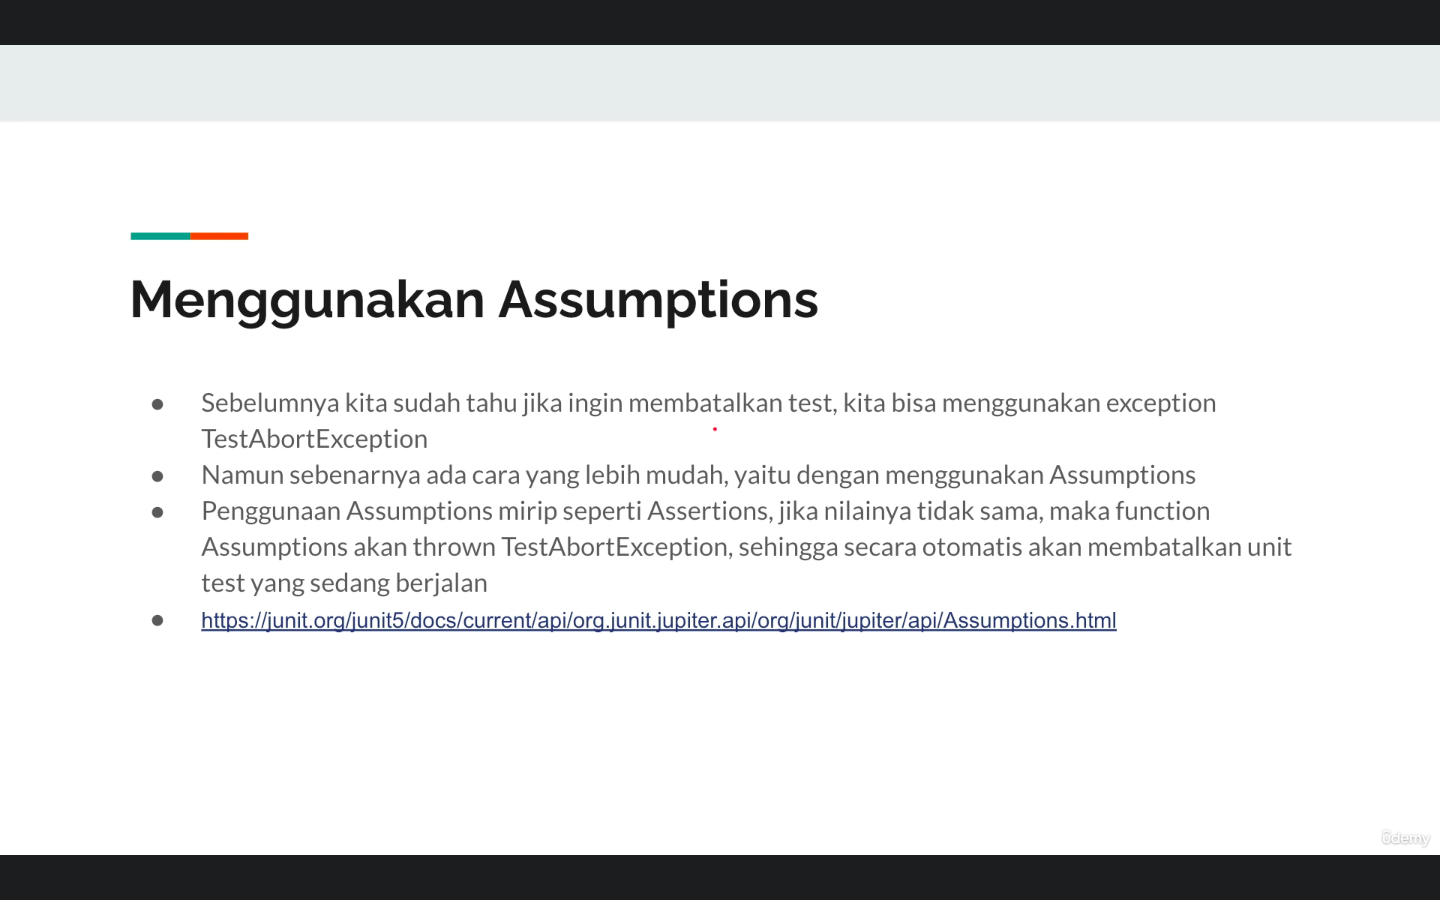 Menggunakan Assumptions
● Sebelumnya kita sudah tahu jika ingin membatalkan test, kita bisa menggunakan exception
TestAbortException
● Namun sebenarnya ada cara yang lebih mudah, yaitu dengan menggunakan Assumptions
● Penggunaan Assumptions mirip seperti Assertions, jika nilainya tidak sama, maka function
Assumptions akan thrown TestAbortException, sehingga secara otomatis akan membatalkan unit
test yang sedang berjalan
● https://junit.org/junit5/docs/current/api/org.junit.jupiter.api/org/junit/jupiter/api/Assumptions.html
ûdemy